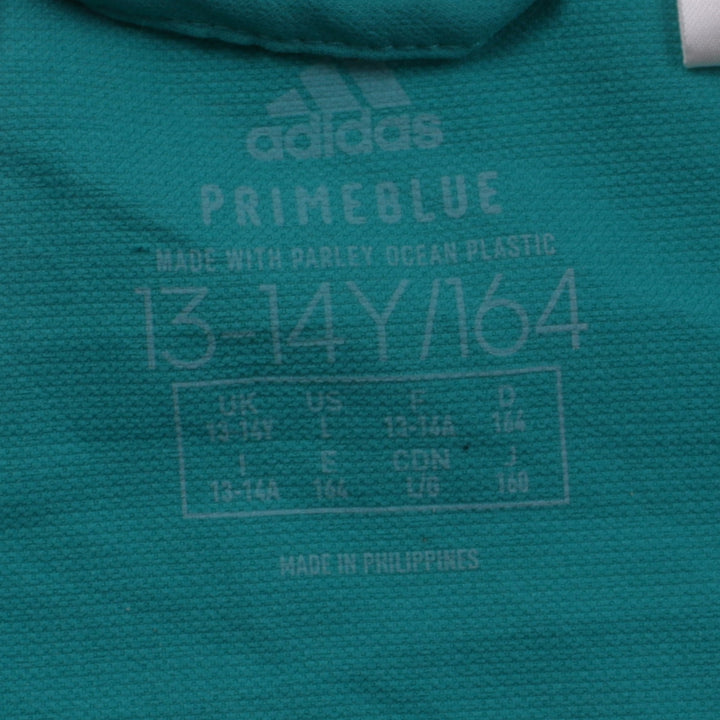 adidas
PRIMEBLUE
MADE WITH PARLEY OCEAN PLASTIC
13-14Y/164
UK US F D
13-14Y L 13-14A 164
I E CDN J
13-14A 164 L/G 160
MADE IN PHILIPPINES